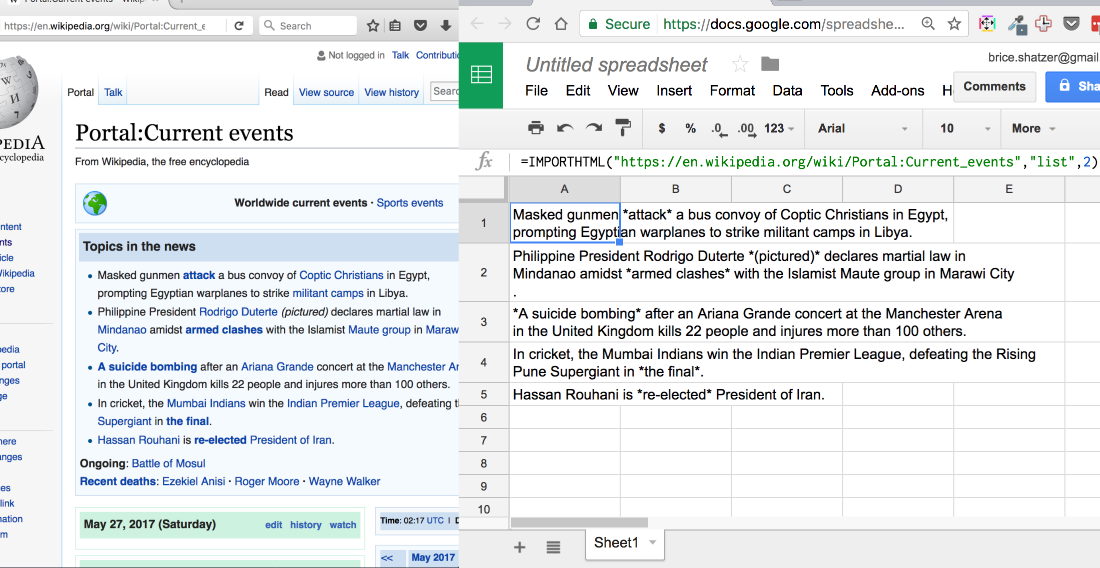 https://en.wikipedia.org/wiki/Portal:Current_e
Search
Not logged in Talk Contributi
Portal Talk Read View source View history Searc
PEDIA
cyclopedia
Portal:Current events
From Wikipedia, the free encyclopedia
Worldwide current events · Sports events
Topics in the news
Masked gunmen attack a bus convoy of Coptic Christians in Egypt,
prompting Egyptian warplanes to strike militant camps in Libya.
Philippine President Rodrigo Duterte (pictured) declares martial law in
Mindanao amidst armed clashes with the Islamist Maute group in Maraw
City.
A suicide bombing after an Ariana Grande concert at the Manchester Ar
in the United Kingdom kills 22 people and injures more than 100 others.
In cricket, the Mumbai Indians win the Indian Premier League, defeating t
Supergiant in the final.
Hassan Rouhani is re-elected President of Iran.
Ongoing: Battle of Mosul
Recent deaths: Ezekiel Anisi · Roger Moore · Wayne Walker
May 27, 2017 (Saturday) edit history watch
Time: 02:17 UTC | D
<< May 2017
ntent
nts
icle
Vikipedia
ore
pedia
portal
nges
ge
here
anges
es
link
mation
m
Secure https://docs.google.com/spreadshe...
Untitled spreadsheet
brice.shatzer@gmail
File Edit View Insert Format Data Tools Add-ons H
Comments
Sha
$ % .0 .00 123 Arial 10 More
fx =IMPORTHTML("https://en.wikipedia.org/wiki/Portal:Current_events","list",2)
A B C D E
1 Masked gunmen *attack* a bus convoy of Coptic Christians in Egypt,
prompting Egyptian warplanes to strike militant camps in Libya.
2 Philippine President Rodrigo Duterte *(pictured)* declares martial law in
Mindanao amidst *armed clashes* with the Islamist Maute group in Marawi City
.
3 *A suicide bombing* after an Ariana Grande concert at the Manchester Arena
in the United Kingdom kills 22 people and injures more than 100 others.
4 In cricket, the Mumbai Indians win the Indian Premier League, defeating the Rising
Pune Supergiant in *the final*.
5 Hassan Rouhani is *re-elected* President of Iran.
6
7
8
9
10
Sheet1